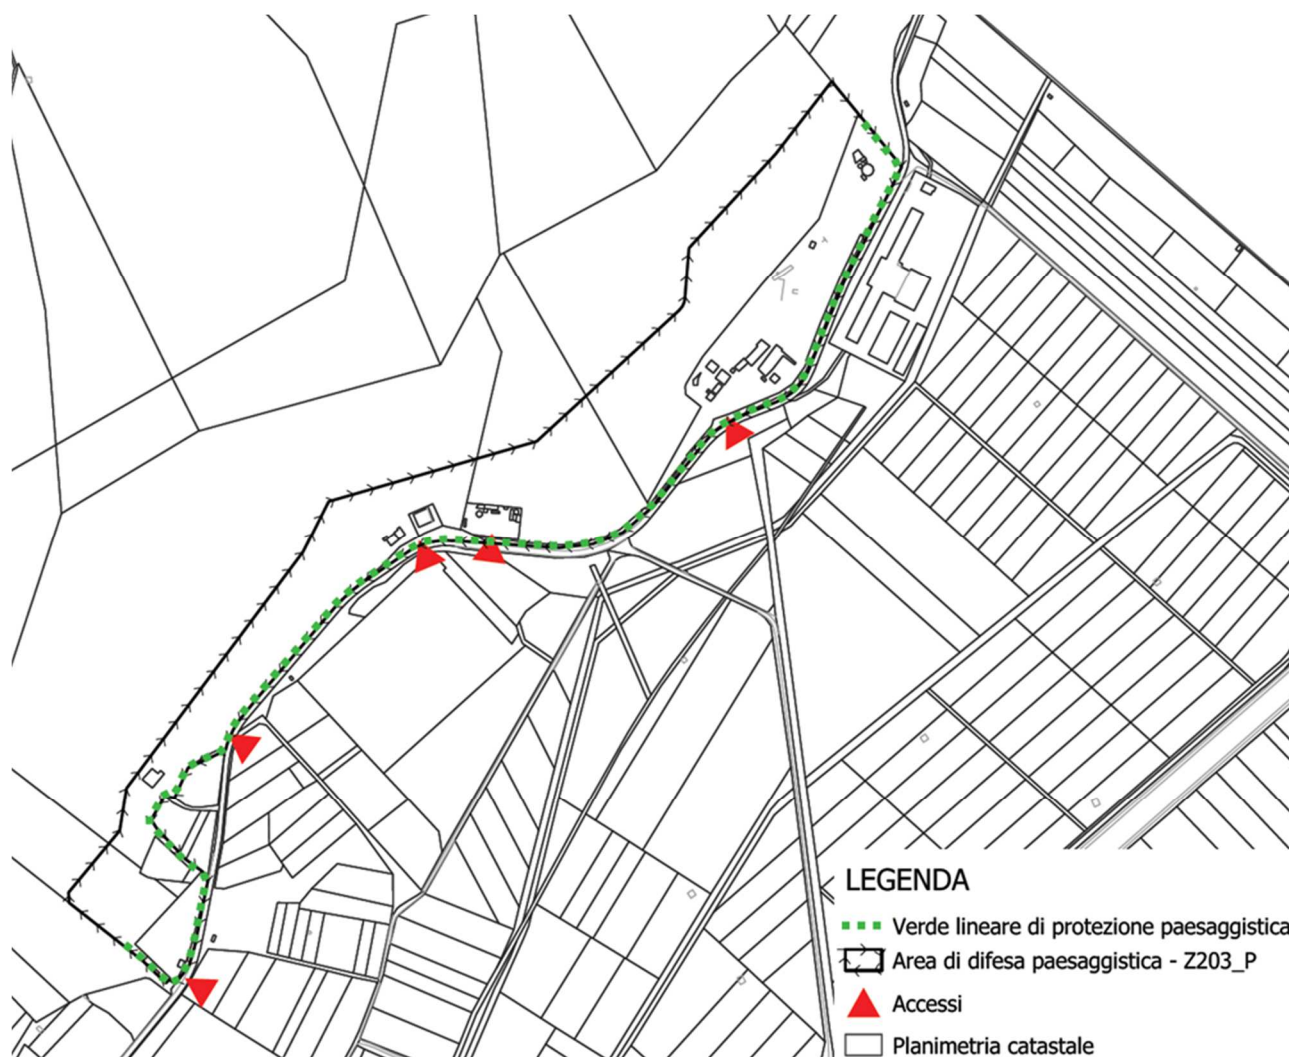 LEGENDA
Verde lineare di protezione paesaggistica
Area di difesa paesaggistica - Z203_P
Accessi
Planimetria catastale